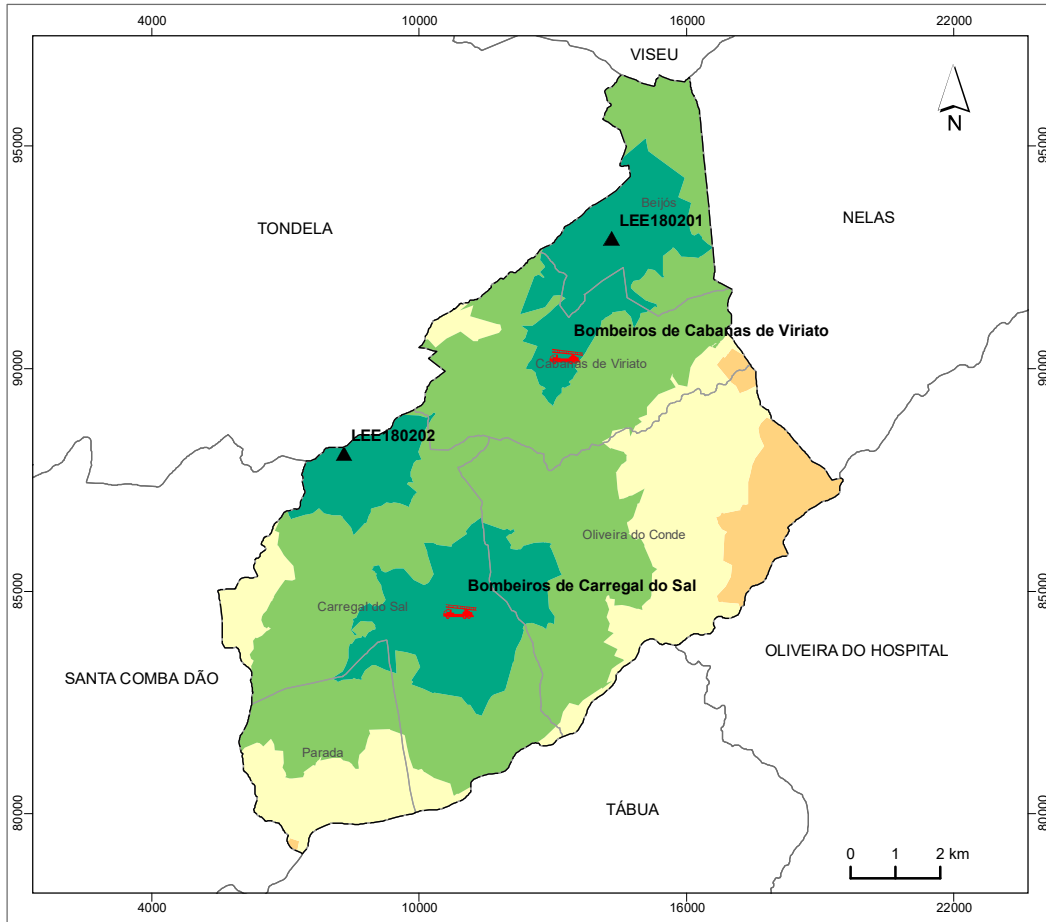 4000 10000 16000 22000
VISEU
N
95000 95000
Beijós
LEE180201
NELAS
TONDELA
Bombeiros de Cabanas de Viriato
Cabanas de Viriato
90000 90000
LEE180202
Oliveira do Conde
Bombeiros de Carregal do Sal
85000 85000
Carregal do Sal
OLIVEIRA DO HOSPITAL
SANTA COMBA DÃO
Parada
TÁBUA
80000 80000
0 1 2 km
4000 10000 16000 22000